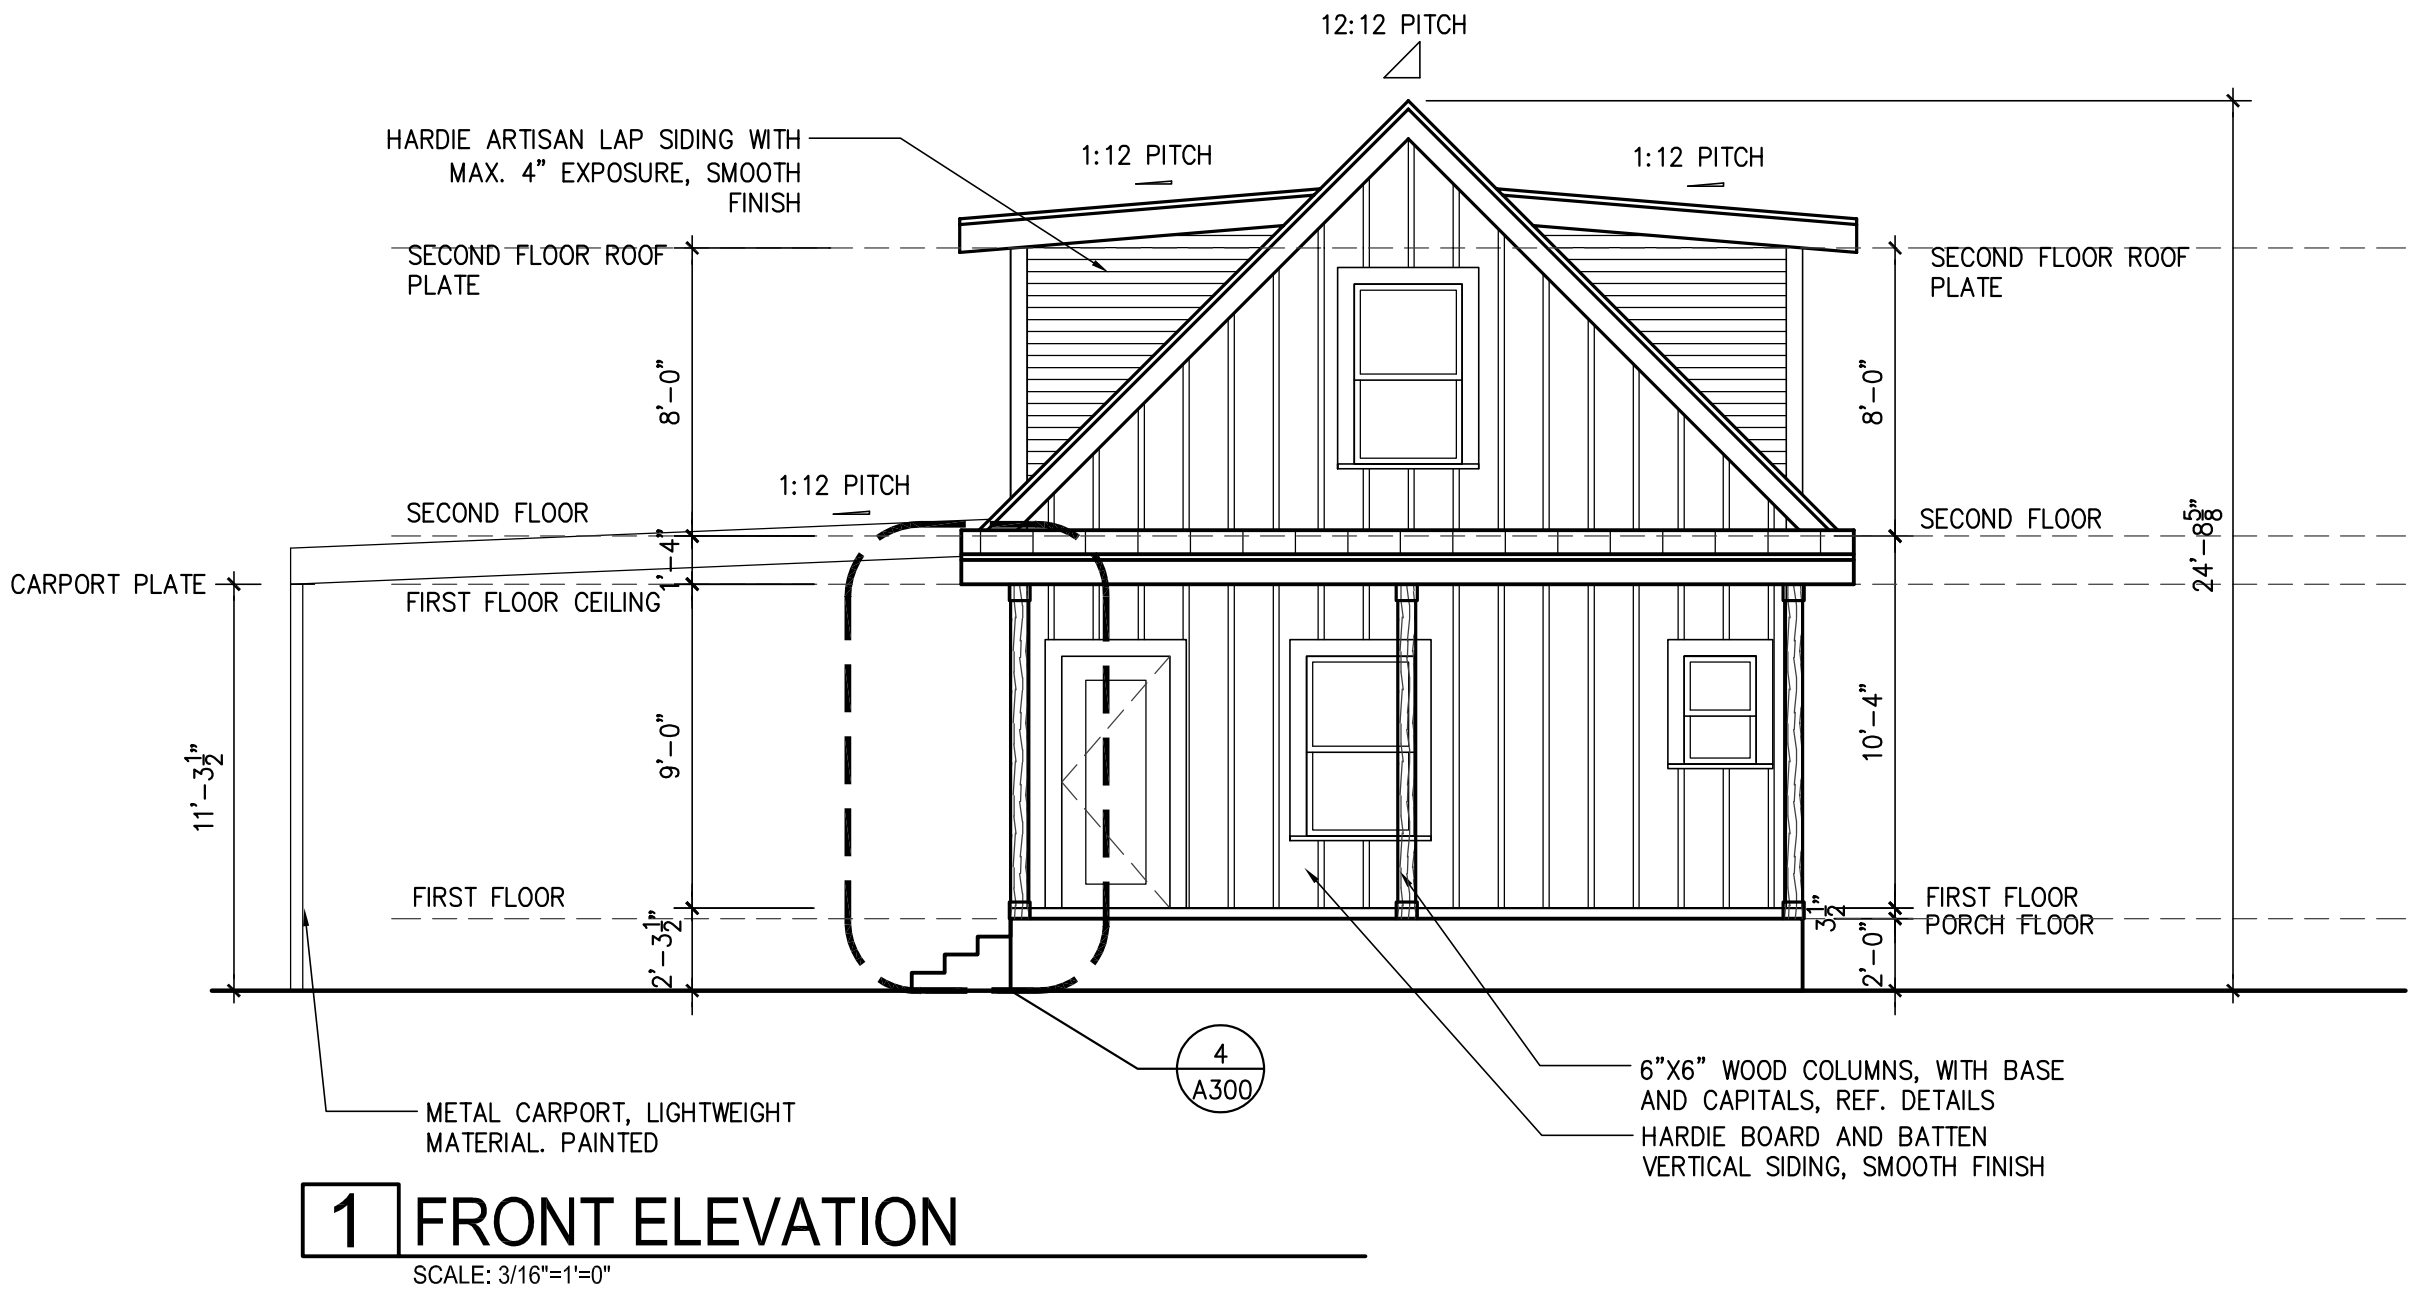 12:12 PITCH
HARDIE ARTISAN LAP SIDING WITH
MAX. 4" EXPOSURE, SMOOTH
FINISH
1:12 PITCH
1:12 PITCH
SECOND FLOOR ROOF
PLATE
SECOND FLOOR ROOF
PLATE
8'-0"
8'-0"
1:12 PITCH
SECOND FLOOR
SECOND FLOOR
24'-8 5/8"
1'-4"
CARPORT PLATE
FIRST FLOOR CEILING
9'-0"
10'-4"
11'-3 1/2"
FIRST FLOOR
FIRST FLOOR
PORCH FLOOR
3 1/2"
2'-3 1/2"
2'-0"
4
A300
6"X6" WOOD COLUMNS, WITH BASE
AND CAPITALS, REF. DETAILS
METAL CARPORT, LIGHTWEIGHT
MATERIAL. PAINTED
HARDIE BOARD AND BATTEN
VERTICAL SIDING, SMOOTH FINISH
1 FRONT ELEVATION
SCALE: 3/16"=1'=0"